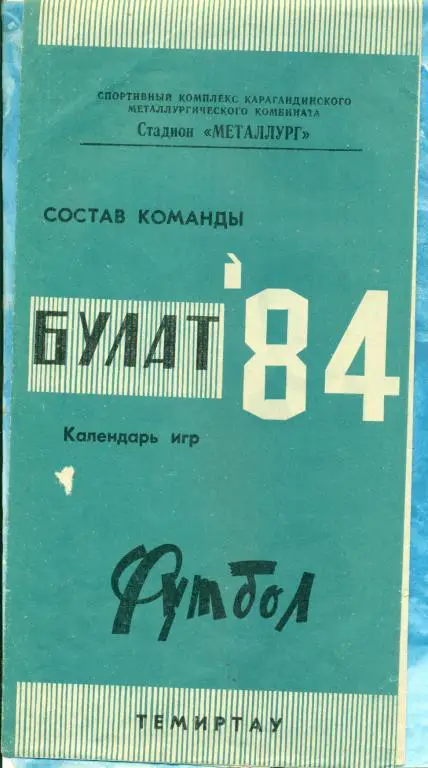 СПОРТИВНЫЙ КОМПЛЕКС КАРАГАНДИНСКОГО
МЕТАЛЛУРГИЧЕСКОГО КОМБИНАТА
Стадион «МЕТАЛЛУРГ»
СОСТАВ КОМАНДЫ
БУЛАТ '84
Календарь игр
Футбол
ТЕМИРТАУ